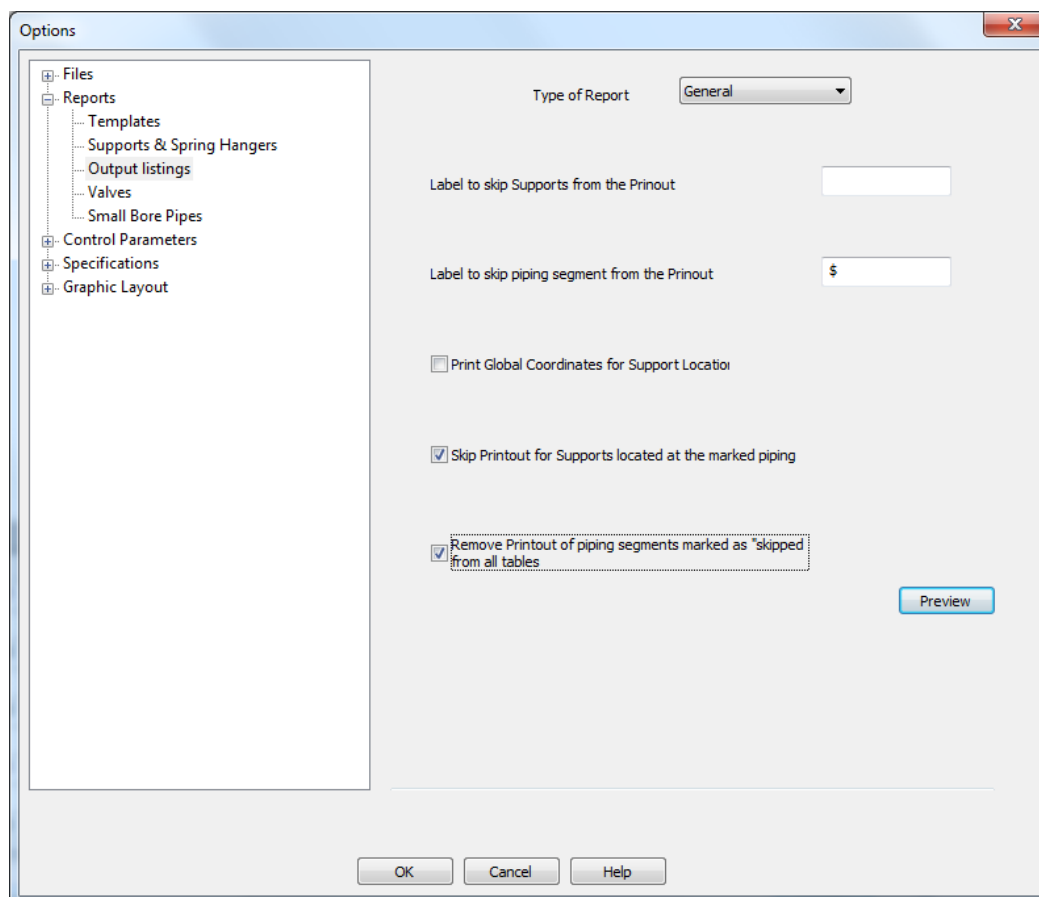 Options
Files
Reports
Templates
Supports & Spring Hangers
Output listings
Valves
Small Bore Pipes
Control Parameters
Specifications
Graphic Layout
Type of Report
General
Label to skip Supports from the Prinout
Label to skip piping segment from the Prinout
$
Print Global Coordinates for Support Location
Skip Printout for Supports located at the marked piping
Remove Printout of piping segments marked as "skipped
from all tables
Preview
OK
Cancel
Help